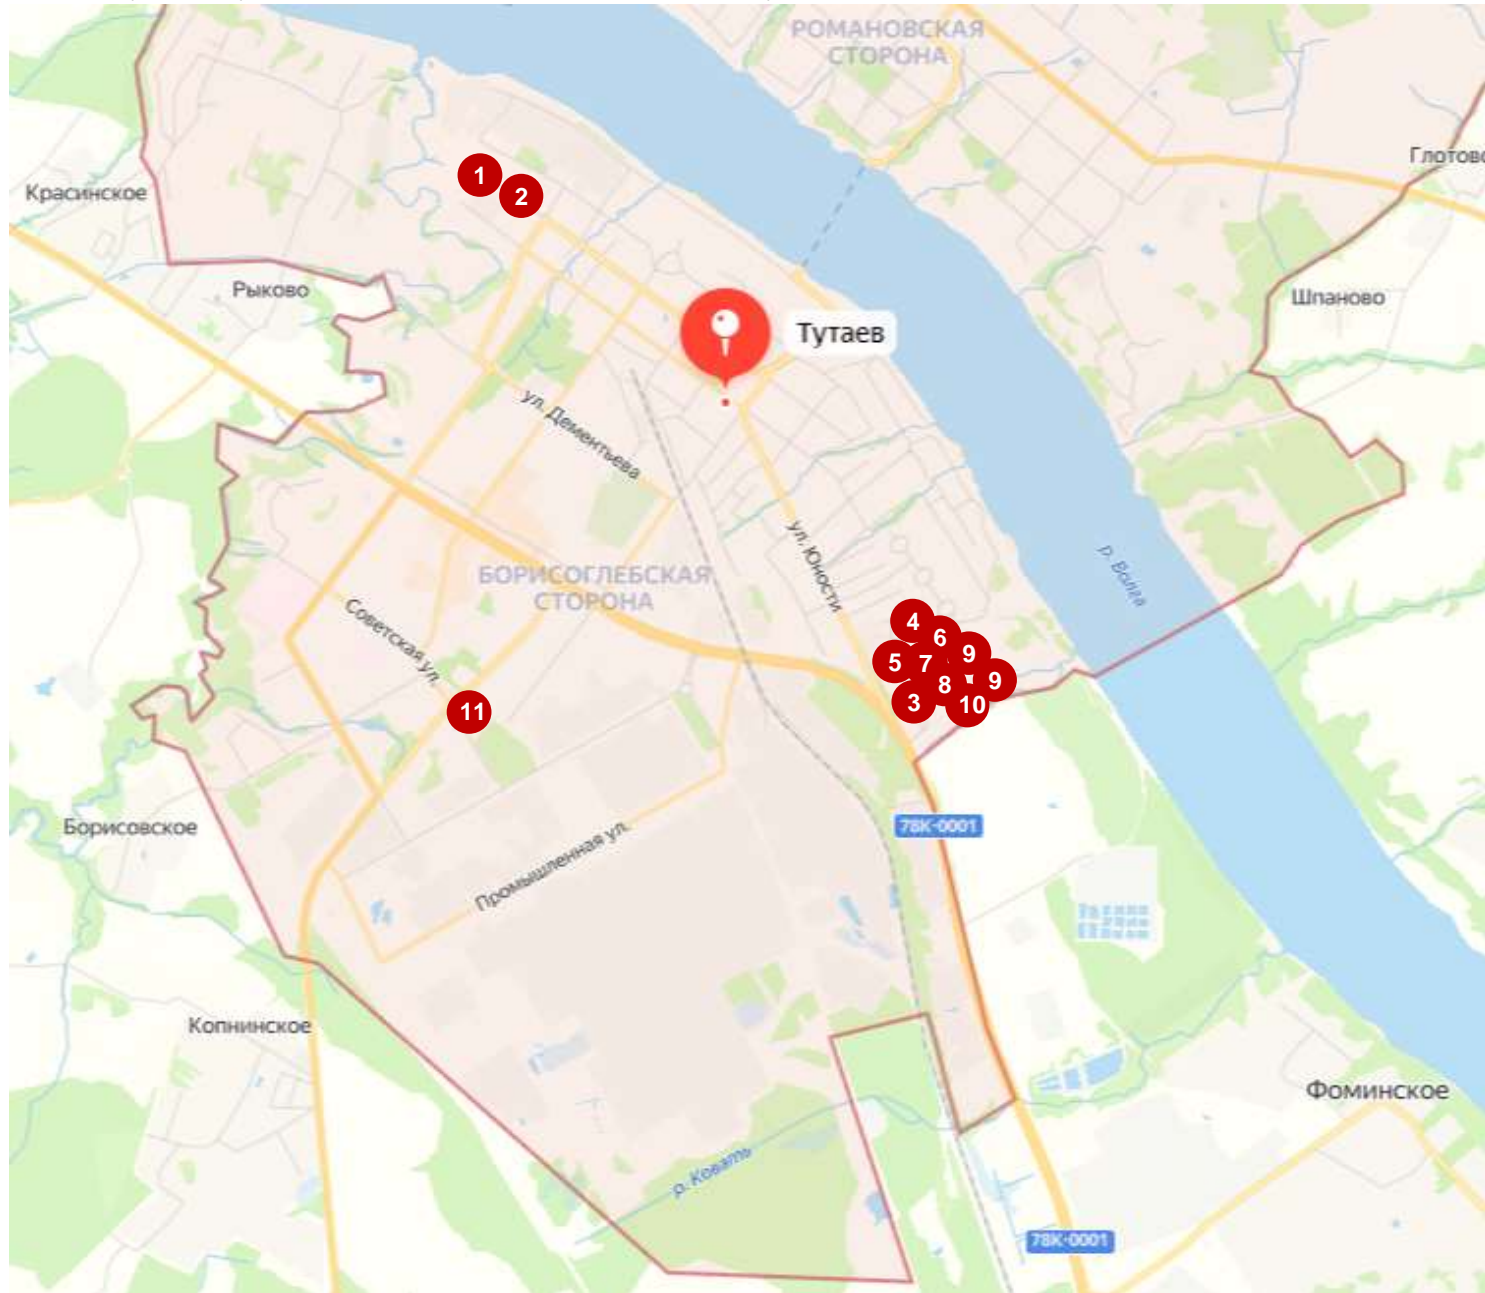 РОМАНОВСКАЯ
СТОРОНА
Глотово
1
2
Красинское
Рыково
Шпаново
Тутаев
ул. Дементьева
ул. Юности
р. Волга
БОРИСОГЛЕБСКАЯ
СТОРОНА
Советская ул.
4
6
9
5
7
8
9
3
10
11
78К-0001
Борисовское
Промышленная ул.
Копнинское
Фоминское
р. Ковать
78К-0001